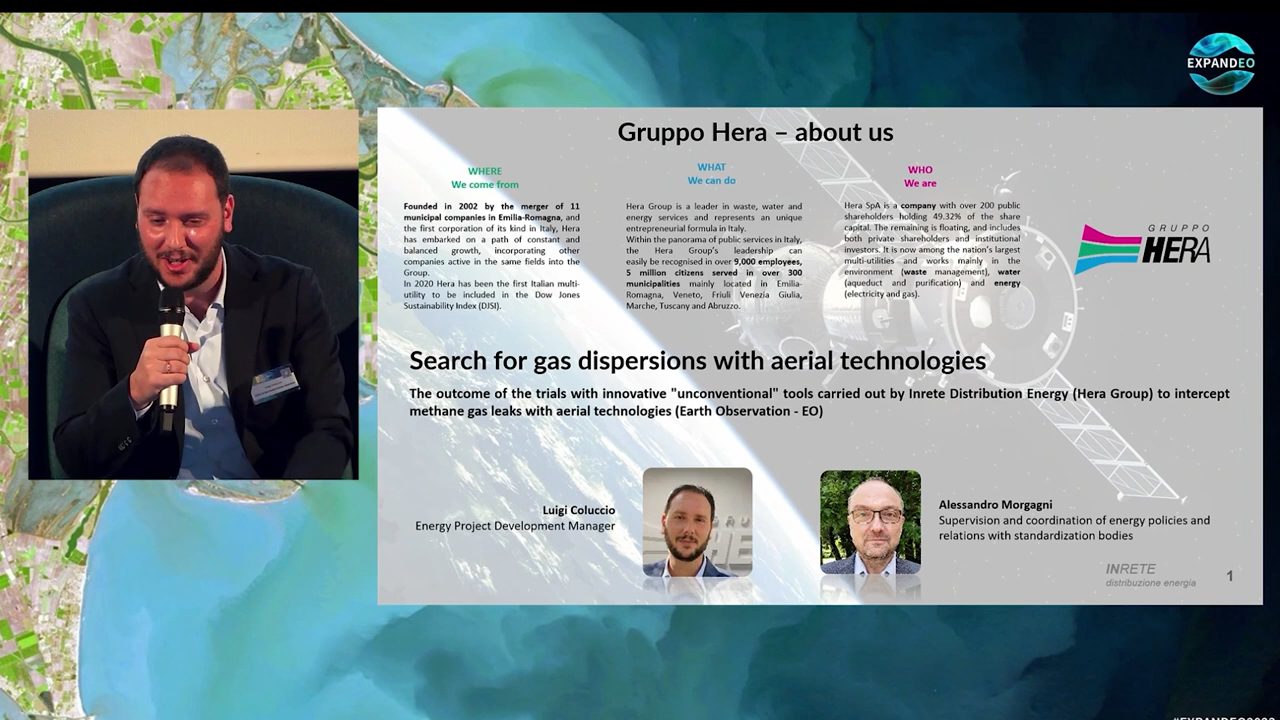 EXPANDEO
Gruppo Hera – about us
WHERE
We come from
Founded in 2002 by the merger of 11
municipal companies in Emilia-Romagna, and
the first corporation of its kind in Italy, Hera
has embarked on a path of constant and
balanced growth, incorporating other
companies active in the same fields into the
Group.
In 2020 Hera has been the first Italian multi-
utility to be included in the Dow Jones
Sustainability Index (DJSI).
WHAT
We can do
Hera Group is a leader in waste, water and
energy services and represents an unique
entrepreneurial formula in Italy.
Within the panorama of public services in Italy,
the Hera Group's leadership can
easily be recognised in over 9,000 employees,
5 million citizens served in over 300
municipalities mainly located in Emilia-
Romagna, Veneto, Friuli Venezia Giulia,
Marche, Tuscany and Abruzzo.
WHO
We are
Hera SpA is a company with over 200 public
shareholders holding 49.32% of the share
capital. The remaining is floating, and includes
both private shareholders and institutional
investors. It is now among the nation's largest
multi-utilities and works mainly in the
environment (waste management), water
(aqueduct and purification) and energy
(electricity and gas).
GRUPPO
HERA
Search for gas dispersions with aerial technologies
The outcome of the trials with innovative "unconventional" tools carried out by Inrete Distribution Energy (Hera Group) to intercept
methane gas leaks with aerial technologies (Earth Observation - EO)
Luigi Coluccio
Energy Project Development Manager
Alessandro Morgagni
Supervision and coordination of energy policies and
relations with standardization bodies
INRETE
distribuzione energia
1